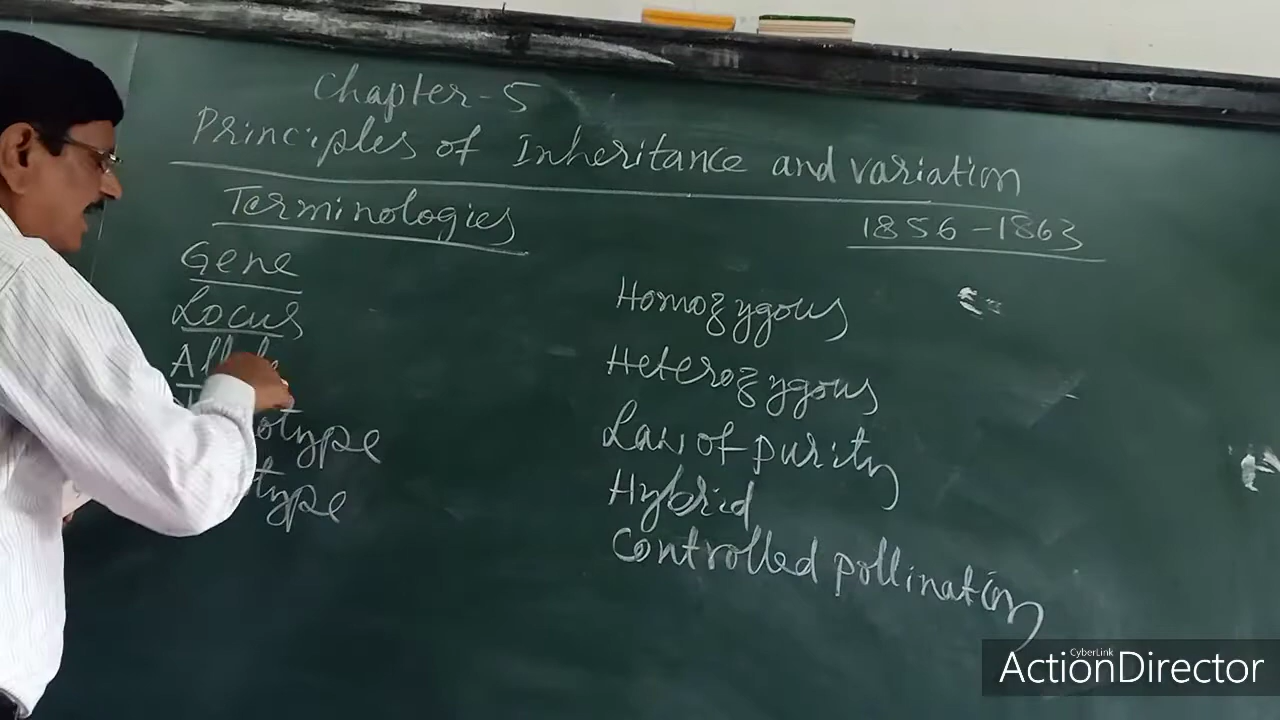 Chapter-5
Principles of Inheritance and variation
Terminologies
1856-1863
Gene
Locus
Homozygous
Heterozygous
Law of purity
Hybrid
Controlled pollination
CyberLink
ActionDirector